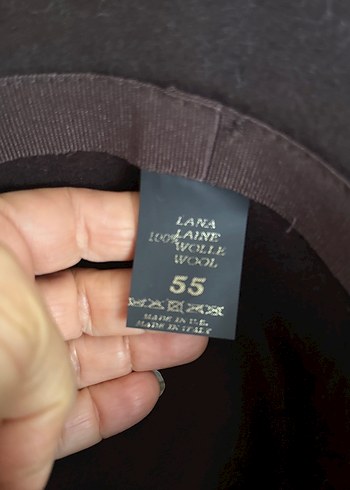 LANA
100% LAINE
WOLLE
WOOL
55
MADE IN U.E.
MADE IN ITALY